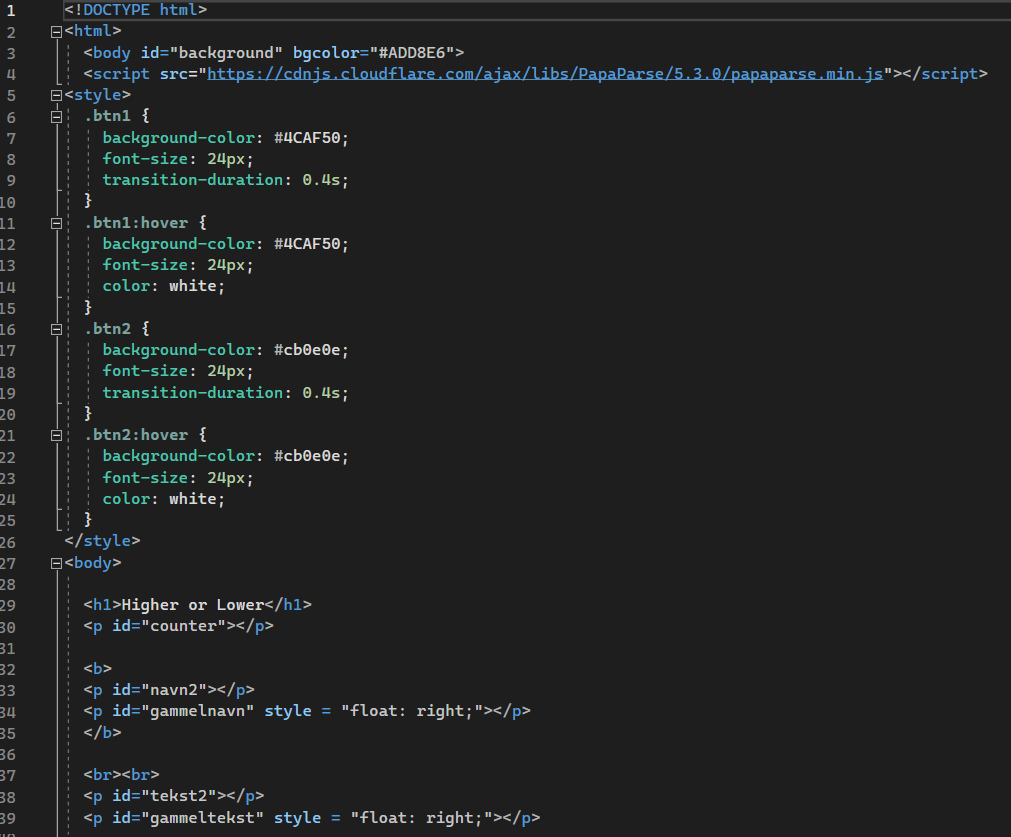 1 <!DOCTYPE html>
2 <html>
3 <body id="background" bgcolor="#ADD8E6">
4 <script src="https://cdnjs.cloudflare.com/ajax/libs/PapaParse/5.3.0/papaparse.min.js"></script>
5 <style>
6 .btn1 {
7 background-color: #4CAF50;
8 font-size: 24px;
9 transition-duration: 0.4s;
10 }
11 .btn1:hover {
12 background-color: #4CAF50;
13 font-size: 24px;
14 color: white;
15 }
16 .btn2 {
17 background-color: #cb0e0e;
18 font-size: 24px;
19 transition-duration: 0.4s;
20 }
21 .btn2:hover {
22 background-color: #cb0e0e;
23 font-size: 24px;
24 color: white;
25 }
26 </style>
27 <body>
28
29 <h1>Higher or Lower</h1>
30 <p id="counter"></p>
31
32 <b>
33 <p id="navn2"></p>
34 <p id="gammelnavn" style = "float: right;"></p>
35 </b>
36
37 <br><br>
38 <p id="tekst2"></p>
39 <p id="gammeltekst" style = "float: right;"></p>